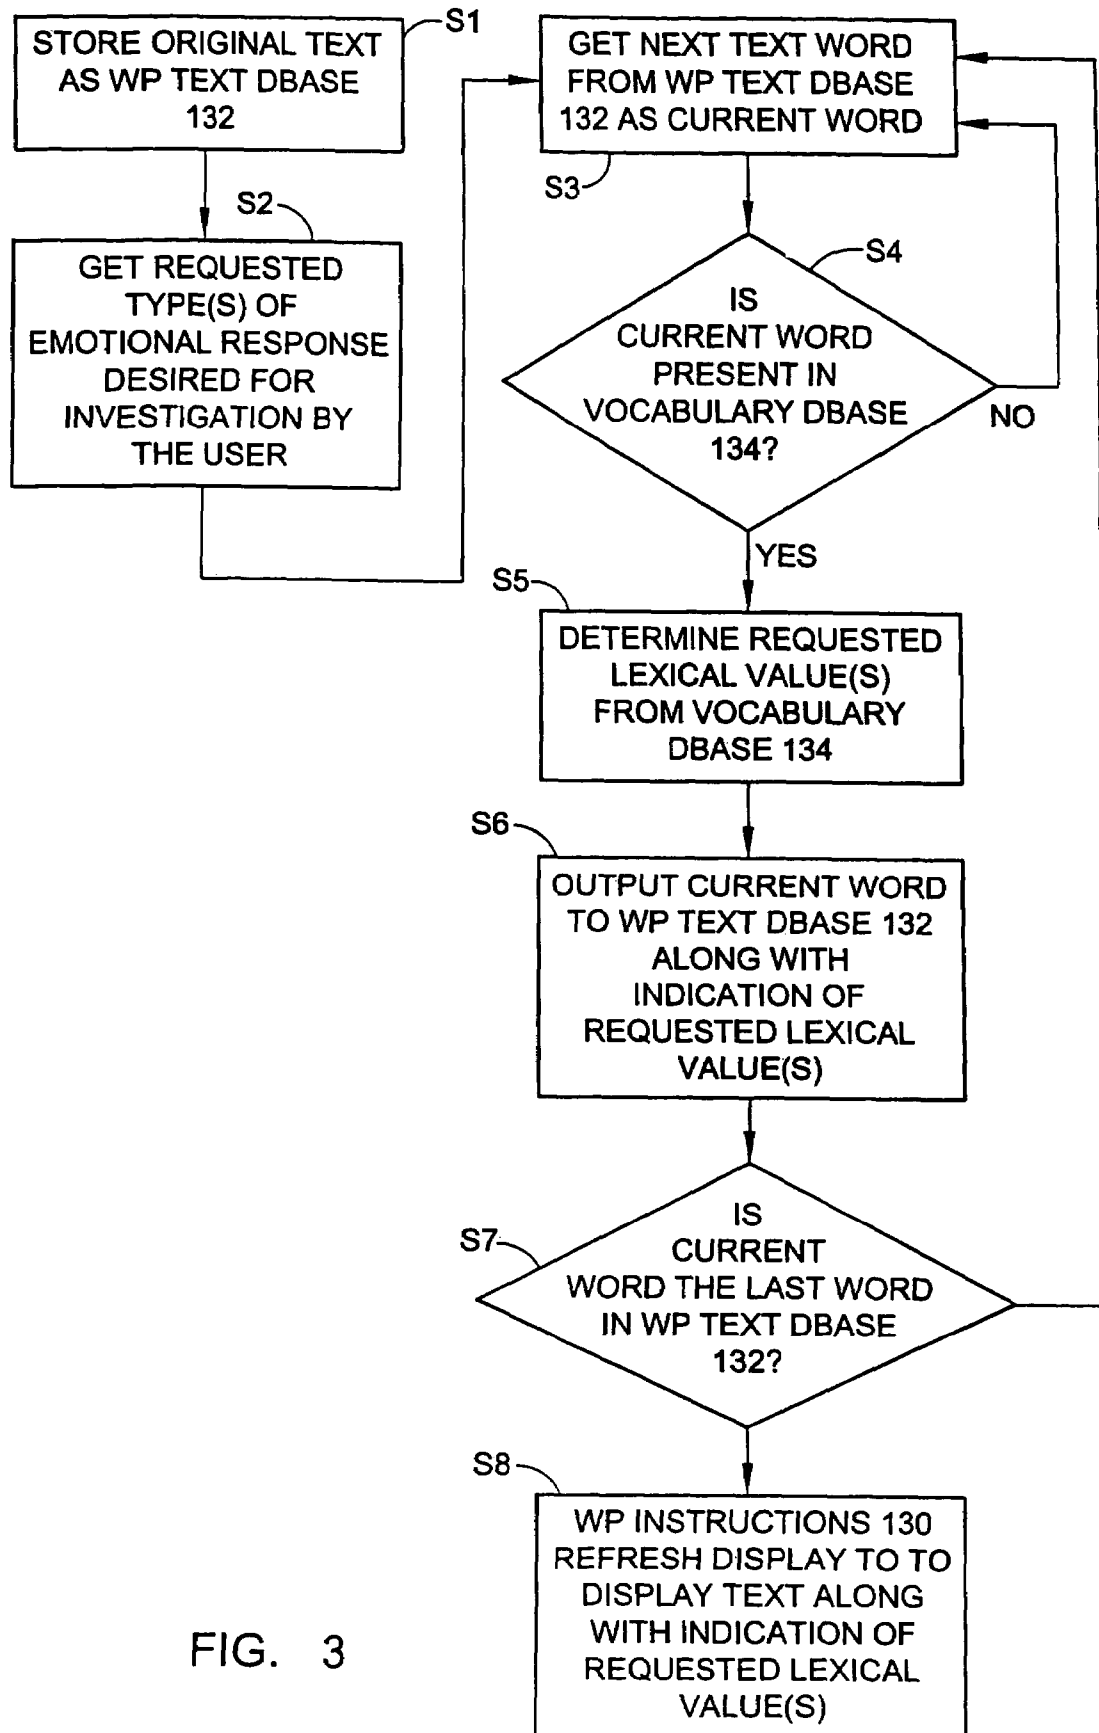 S1
STORE ORIGINAL TEXT
AS WP TEXT DBASE
132
S2
GET REQUESTED
TYPE(S) OF
EMOTIONAL RESPONSE
DESIRED FOR
INVESTIGATION BY
THE USER
GET NEXT TEXT WORD
FROM WP TEXT DBASE
132 AS CURRENT WORD
S3
S4
IS
CURRENT WORD
PRESENT IN
VOCABULARY DBASE
134?
NO
YES
S5
DETERMINE REQUESTED
LEXICAL VALUE(S)
FROM VOCABULARY
DBASE 134
S6
OUTPUT CURRENT WORD
TO WP TEXT DBASE 132
ALONG WITH
INDICATION OF
REQUESTED LEXICAL
VALUE(S)
S7
IS
CURRENT
WORD THE LAST WORD
IN WP TEXT DBASE
132?
S8
WP INSTRUCTIONS 130
REFRESH DISPLAY TO TO
DISPLAY TEXT ALONG
WITH INDICATION OF
REQUESTED LEXICAL
VALUE(S)
FIG. 3